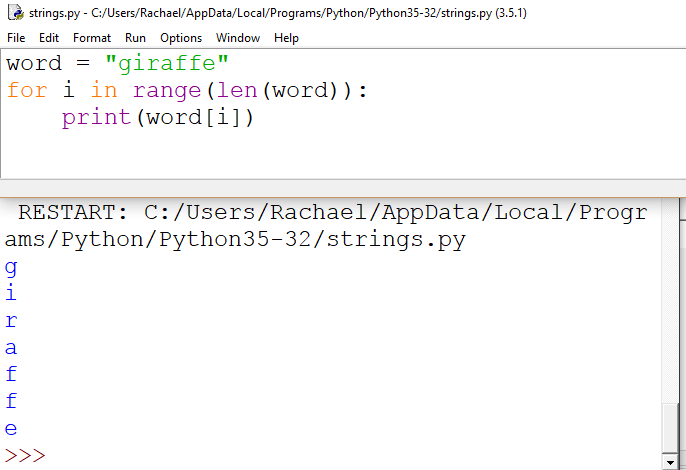 strings.py - C:/Users/Rachael/AppData/Local/Programs/Python/Python35-32/strings.py (3.5.1)
File Edit Format Run Options Window Help
word = "giraffe"
for i in range(len(word)):
    print(word[i])
RESTART: C:/Users/Rachael/AppData/Local/Progr
ams/Python/Python35-32/strings.py
g
i
r
a
f
f
e
>>>